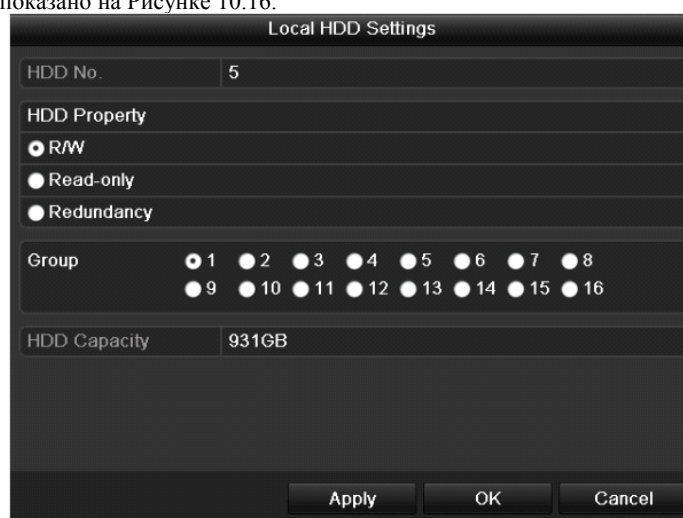 показано на Рисунке 10.16.
Local HDD Settings
HDD No. 5
HDD Property
R/W
Read-only
Redundancy
Group 1 2 3 4 5 6 7 8
9 10 11 12 13 14 15 16
HDD Capacity 931GB
Apply OK Cancel